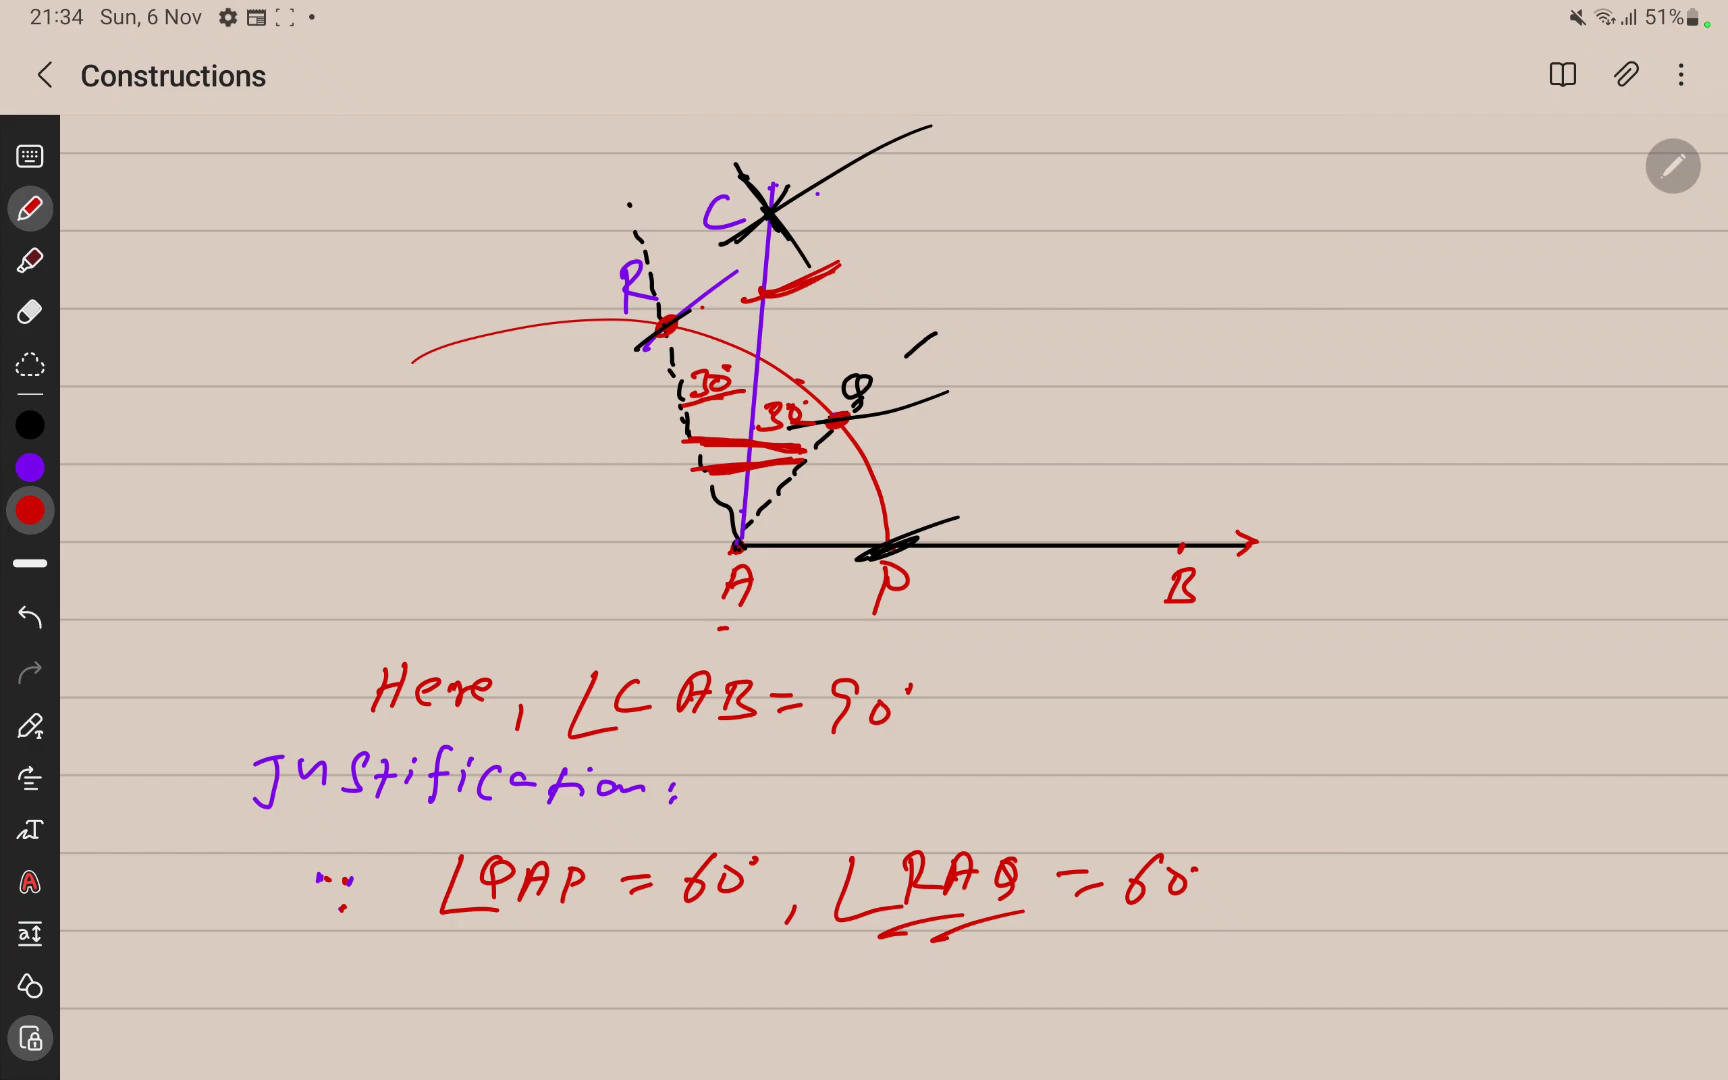 21:34 Sun, 6 Nov
51%
Constructions
C
R
30°
30°
Q
A
P
B
Here, ∠CAB = 90°
Justification:
∵ ∠QAP = 60°, ∠RAQ = 60°